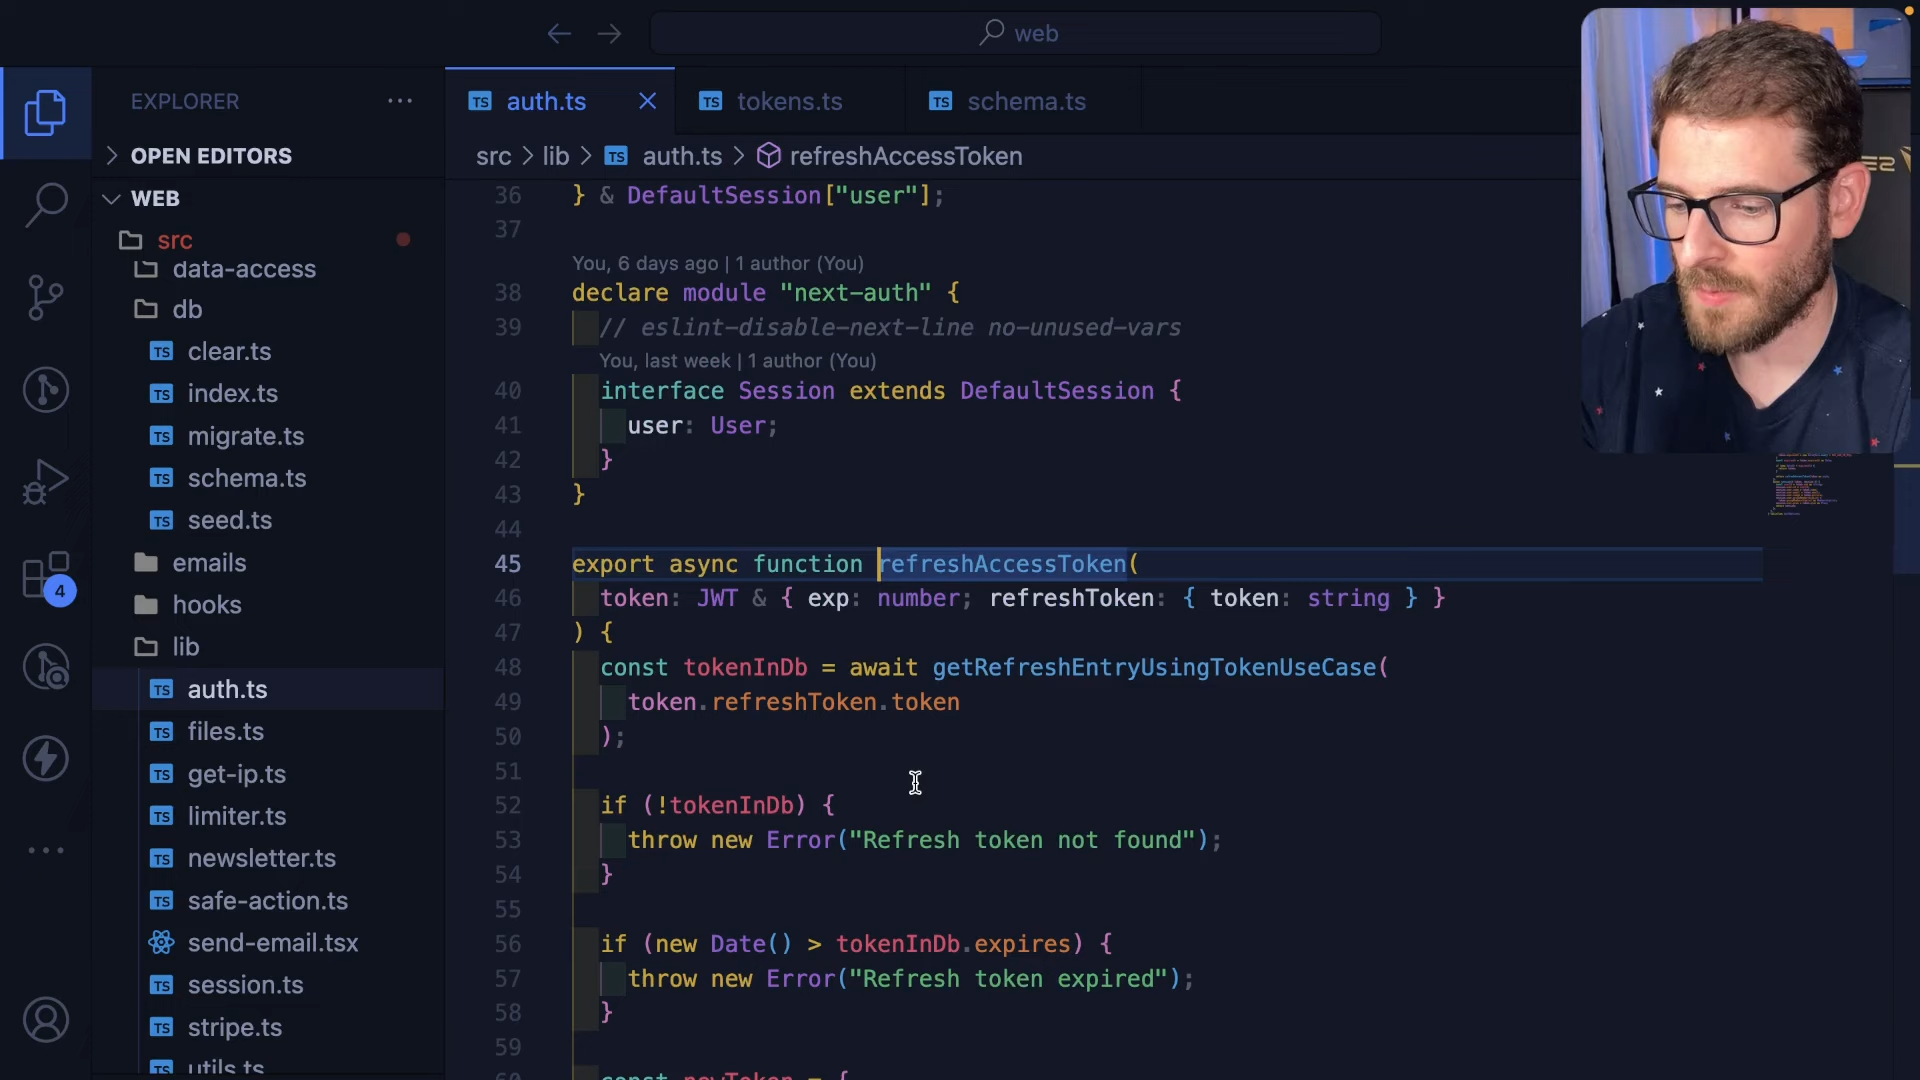 web
EXPLORER
OPEN EDITORS
WEB
src
data-access
db
TS clear.ts
TS index.ts
TS migrate.ts
TS schema.ts
TS seed.ts
emails
hooks
lib
TS auth.ts
TS files.ts
TS get-ip.ts
TS limiter.ts
TS newsletter.ts
TS safe-action.ts
send-email.tsx
TS session.ts
TS stripe.ts
TS utils.ts
4
TS auth.ts
TS tokens.ts
TS schema.ts
src > lib > TS auth.ts > refreshAccessToken
36 } & DefaultSession["user"];
37
You, 6 days ago | 1 author (You)
38 declare module "next-auth" {
39 // eslint-disable-next-line no-unused-vars
You, last week | 1 author (You)
40 interface Session extends DefaultSession {
41 user: User;
42 }
43 }
44
45 export async function refreshAccessToken(
46 token: JWT & { exp: number; refreshToken: { token: string } }
47 ) {
48 const tokenInDb = await getRefreshEntryUsingTokenUseCase(
49 token.refreshToken.token
50 );
51
52 if (!tokenInDb) {
53 throw new Error("Refresh token not found");
54 }
55
56 if (new Date() > tokenInDb.expires) {
57 throw new Error("Refresh token expired");
58 }
59
60 const newToken = {